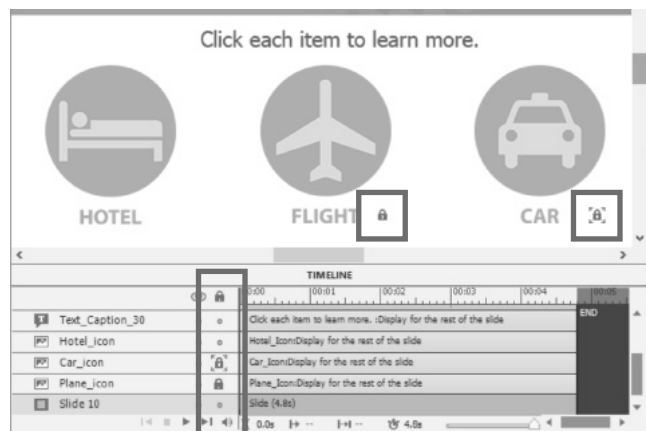 Click each item to learn more.
HOTEL FLIGHT CAR
TIMELINE
00:00 00:01 00:02 00:03 00:04 00:05
Text_Caption_30 Click each item to learn more. :Display for the rest of the slide END
Hotel_icon Hotel_Icon:Display for the rest of the slide
Car_icon Car_Icon:Display for the rest of the slide
Plane_icon Plane_Icon:Display for the rest of the slide
Slide 10 Slide (4.8s)
0.0s -- -- 4.8s